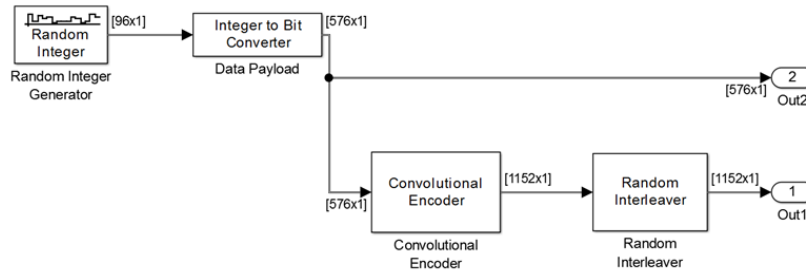 Random
Integer
Random Integer
Generator
[96x1]
Integer to Bit
Converter
Data Payload
[576x1]
2
[576x1]
Out2
[576x1]
Convolutional
Encoder
Convolutional
Encoder
[1152x1]
Random
Interleaver
Random
Interleaver
[1152x1]
1
Out1